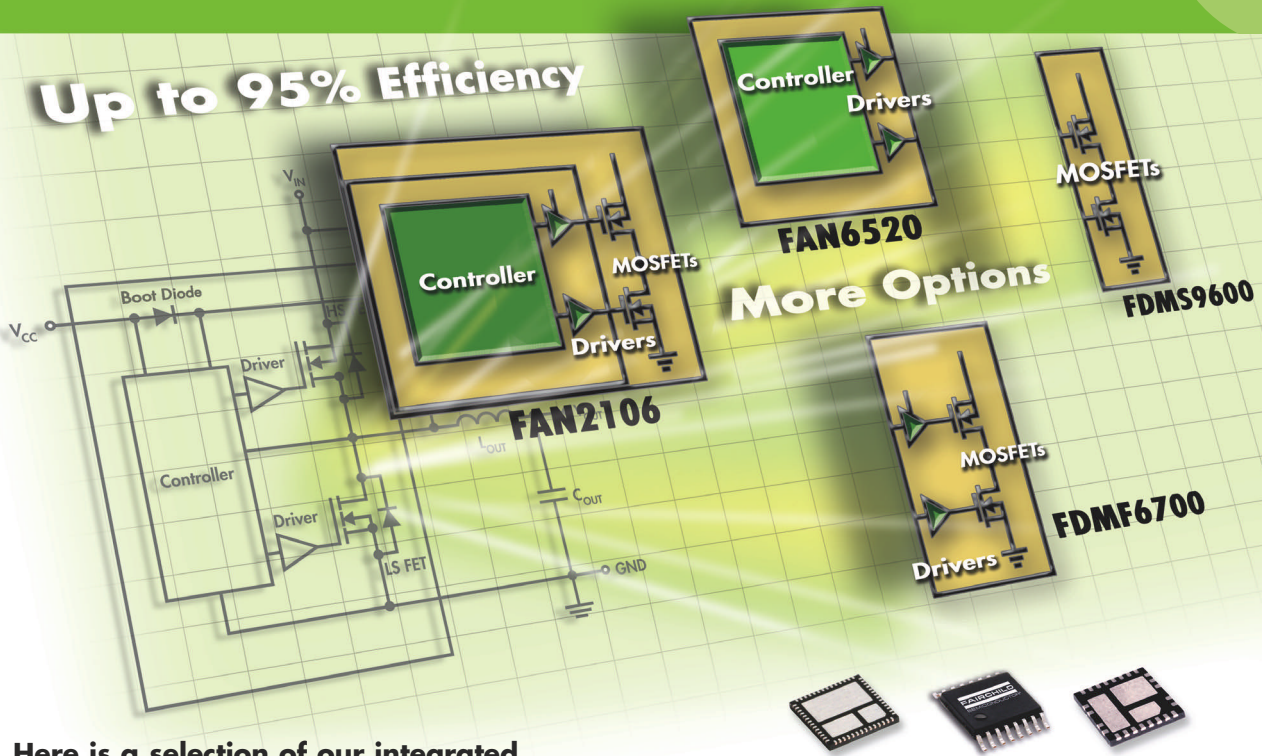 Up to 95% Efficiency
Controller
Drivers
FAN6520
MOSFETs
FDMS9600
More Options
Controller
MOSFETs
Drivers
FAN2106
MOSFETs
Drivers
FDMF6700
VIN
Boot Diode
VCC
Driver
Controller
LOUT
COUT
Driver
LS FET
GND
FAIRCHILD
SEMICONDUCTOR
Here is a selection of our integrated